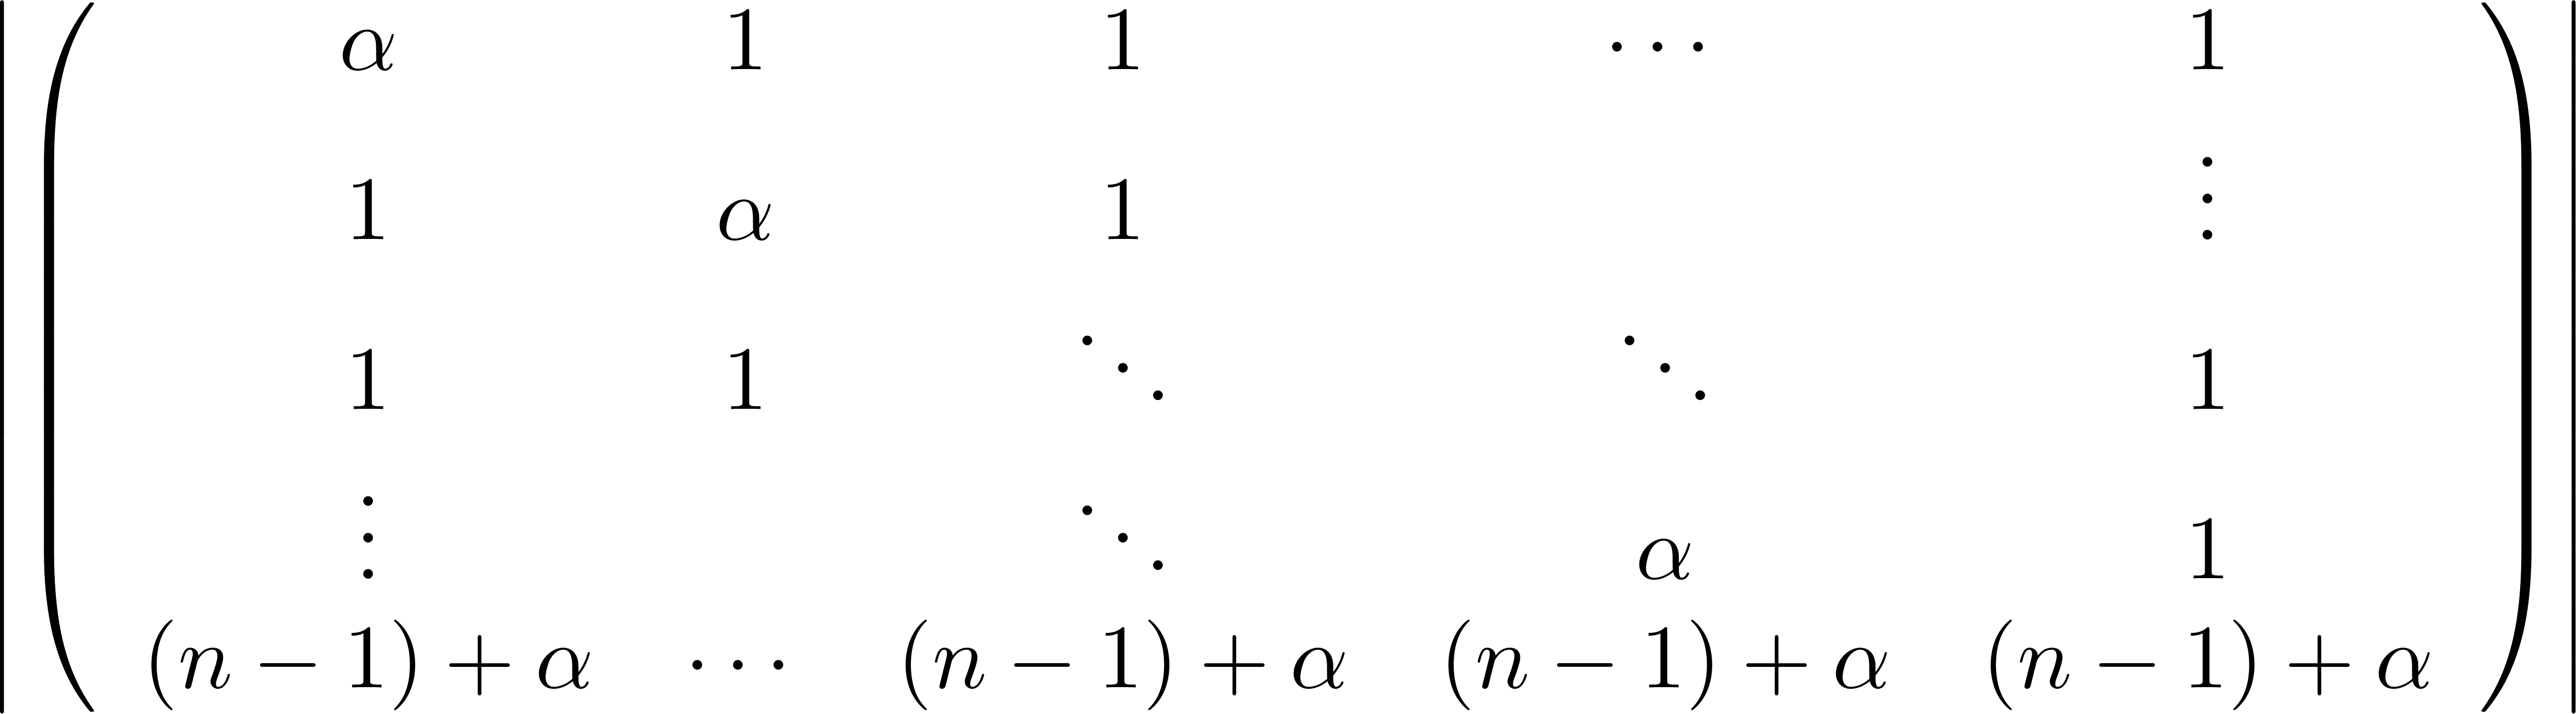 α 1 1 ⋯ 1
1 α 1 ⋮
1 1 ⋱ ⋱ 1
⋮ ⋱ α 1
(n − 1) + α ⋯ (n − 1) + α (n − 1) + α (n − 1) + α